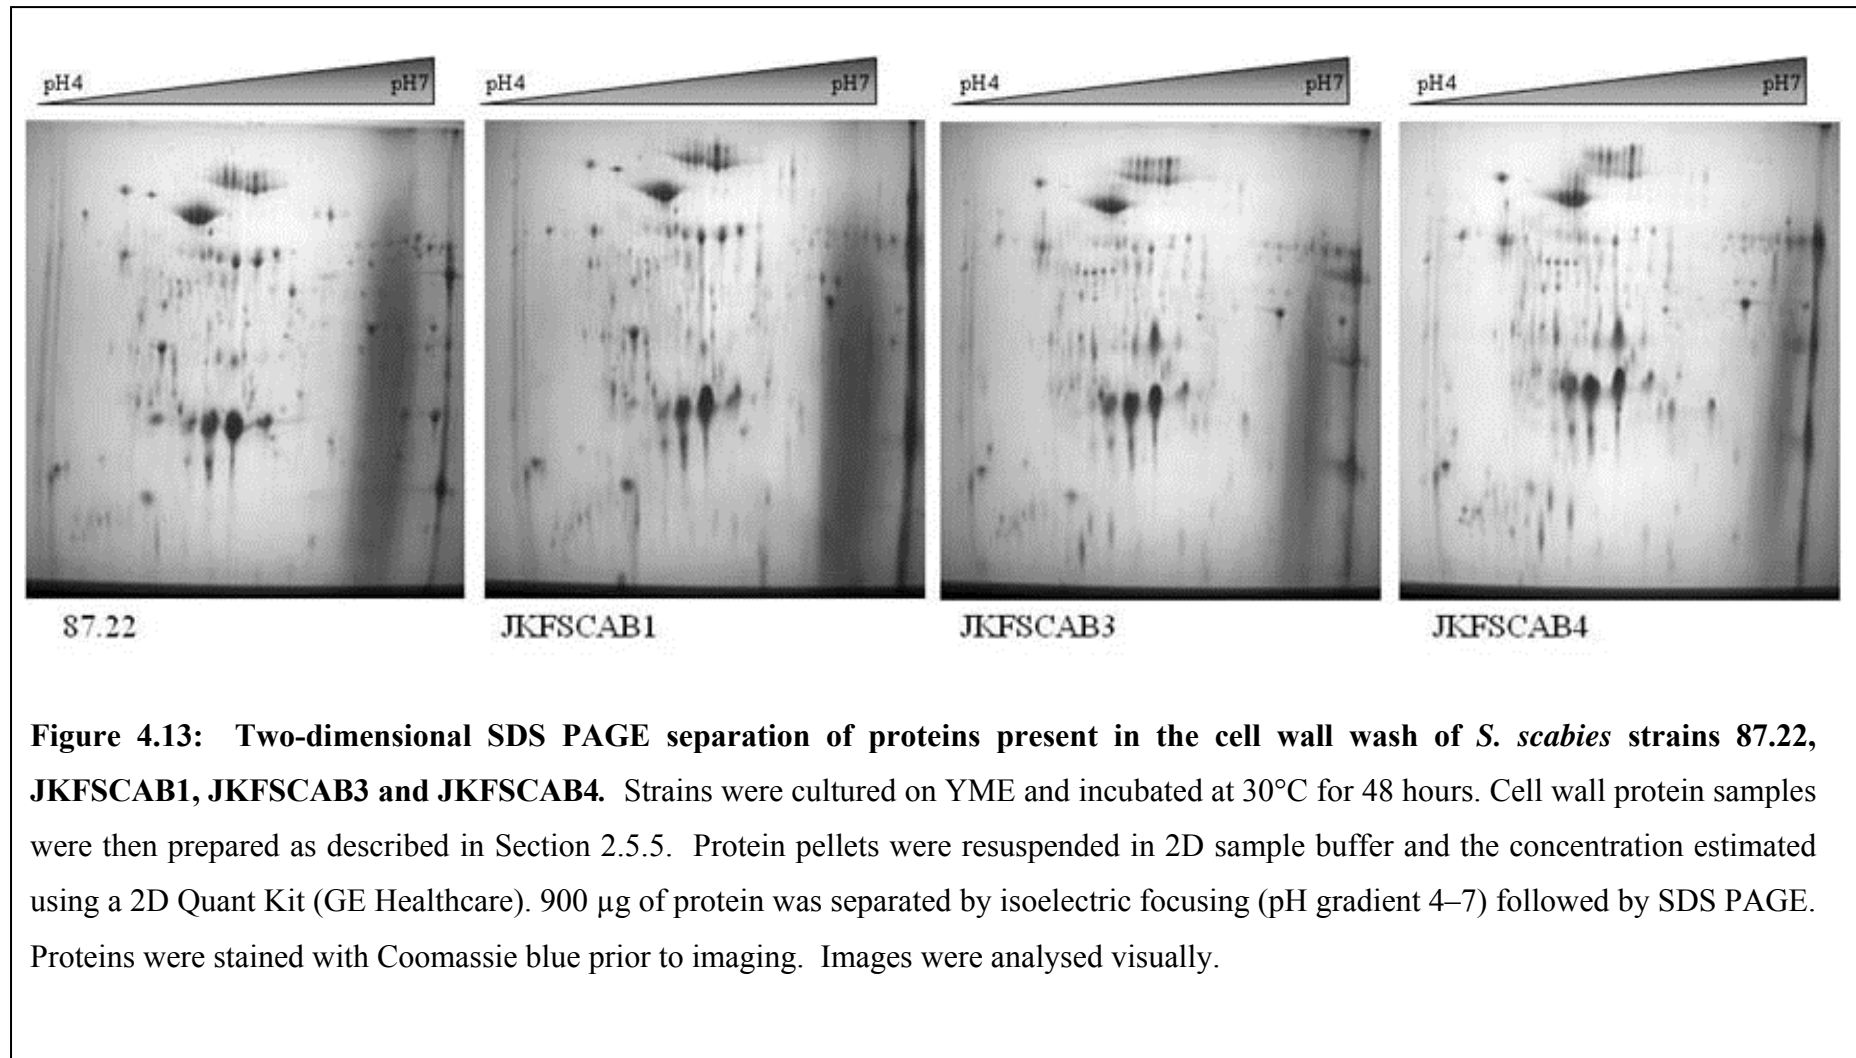 pH4 pH7 pH4 pH7 pH4 pH7 pH4 pH7
87.22 JKFSCAB1 JKFSCAB3 JKFSCAB4
Figure 4.13: Two-dimensional SDS PAGE separation of proteins present in the cell wall wash of S. scabies strains 87.22,
JKFSCAB1, JKFSCAB3 and JKFSCAB4. Strains were cultured on YME and incubated at 30°C for 48 hours. Cell wall protein samples
were then prepared as described in Section 2.5.5. Protein pellets were resuspended in 2D sample buffer and the concentration estimated
using a 2D Quant Kit (GE Healthcare). 900 µg of protein was separated by isoelectric focusing (pH gradient 4–7) followed by SDS PAGE.
Proteins were stained with Coomassie blue prior to imaging. Images were analysed visually.